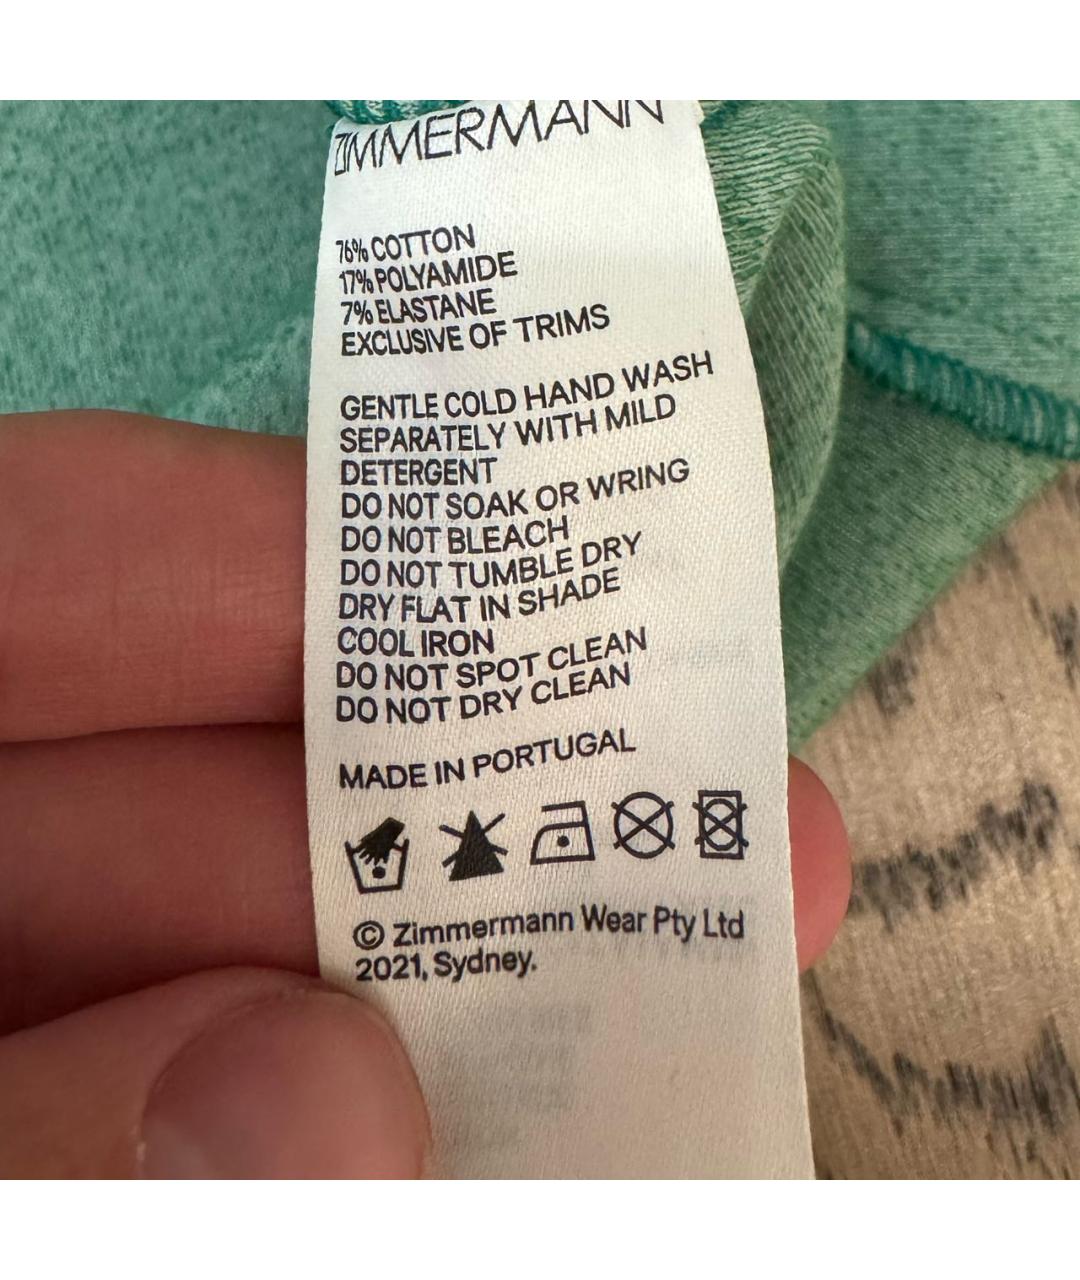 ZIMMERMANN
76% COTTON
17% POLYAMIDE
7% ELASTANE
EXCLUSIVE OF TRIMS
GENTLE COLD HAND WASH
SEPARATELY WITH MILD
DETERGENT
DO NOT SOAK OR WRING
DO NOT BLEACH
DO NOT TUMBLE DRY
DRY FLAT IN SHADE
COOL IRON
DO NOT SPOT CLEAN
DO NOT DRY CLEAN
MADE IN PORTUGAL
© Zimmermann Wear Pty Ltd
2021, Sydney.